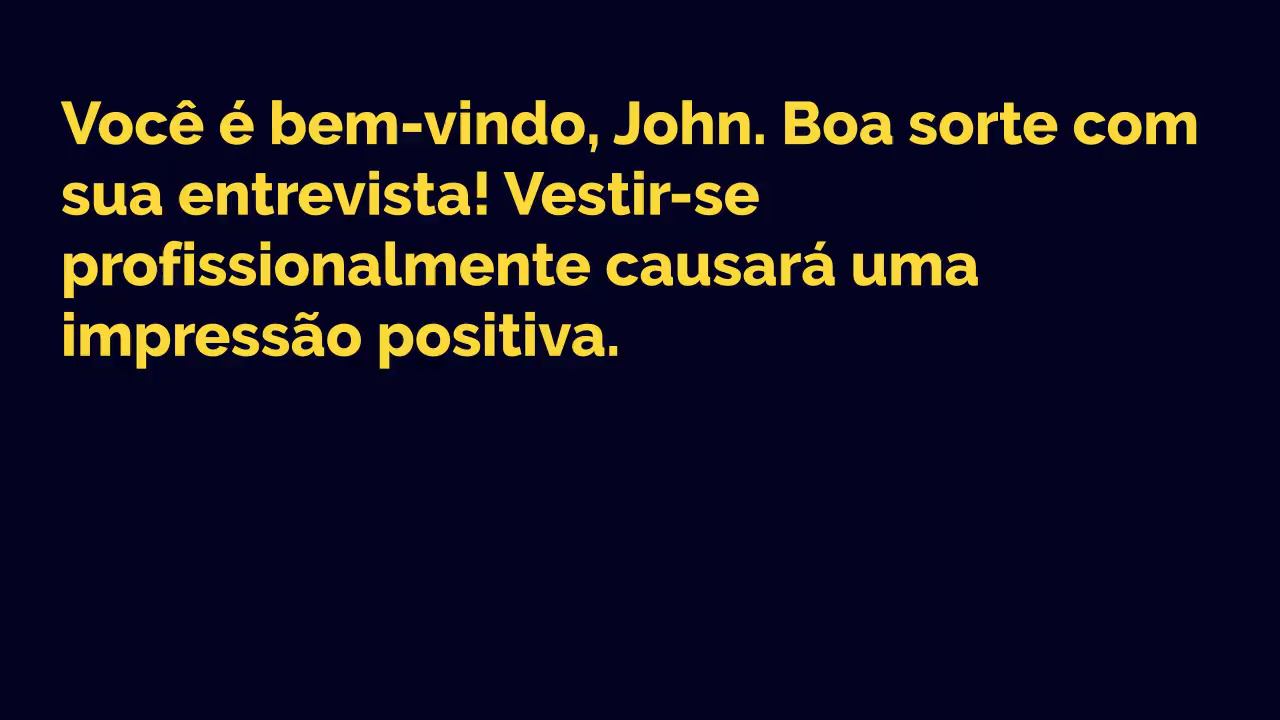 Você é bem-vindo, John. Boa sorte com
sua entrevista! Vestir-se
profissionalmente causará uma
impressão positiva.